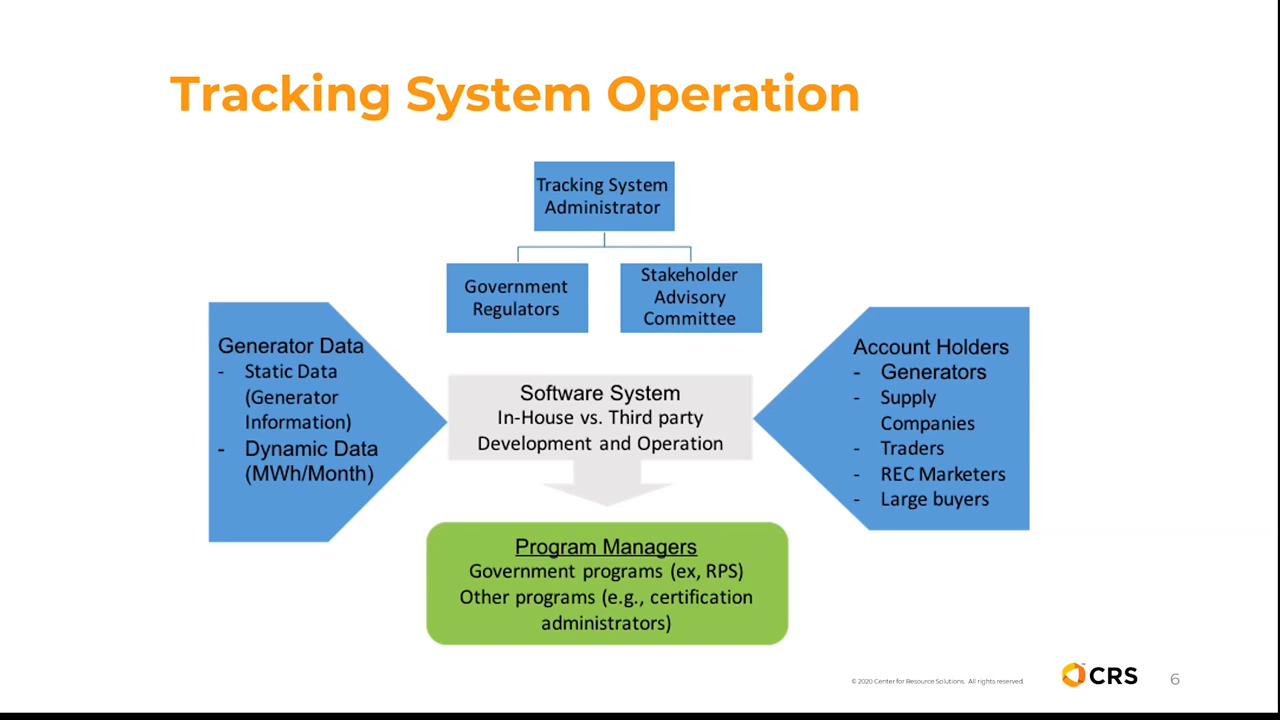 Tracking System Operation
Tracking System
Administrator
Government
Regulators
Stakeholder
Advisory
Committee
Generator Data
- Static Data
(Generator
Information)
- Dynamic Data
(MWh/Month)
Software System
In-House vs. Third party
Development and Operation
Account Holders
- Generators
- Supply
Companies
- Traders
- REC Marketers
- Large buyers
Program Managers
Government programs (ex, RPS)
Other programs (e.g., certification
administrators)
© 2020 Center for Resource Solutions. All rights reserved.
CRS
6